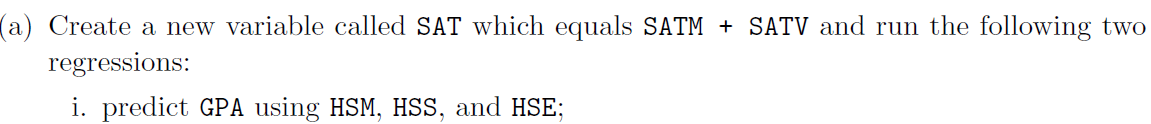 (a) Create a new variable called SAT which equals SATM + SATV and run the following two
regressions:
i. predict GPA using HSM, HSS, and HSE;